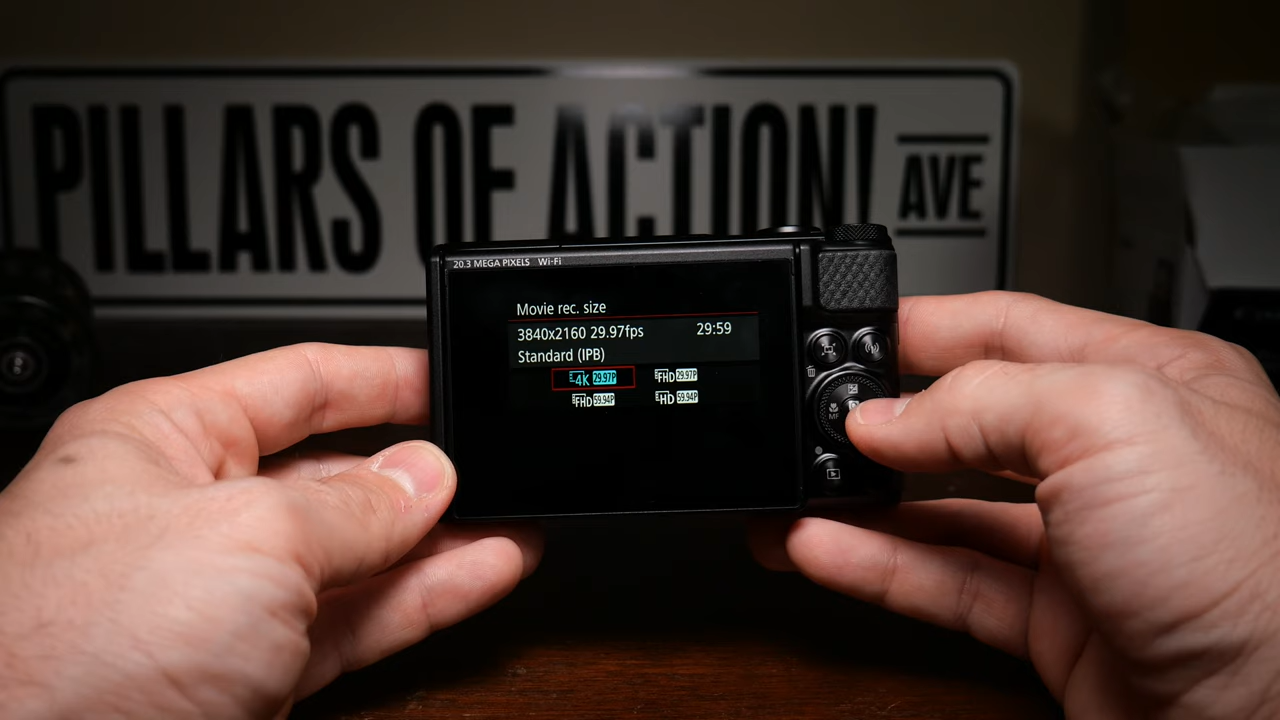 PILLARS OF ACTION! AVE
20.3 MEGA PIXELS Wi-Fi
Movie rec. size
3840x2160 29.97fps 29:59
Standard (IPB)
4K 29.97P FHD 29.97P
FHD 59.94P HD 59.94P
MF